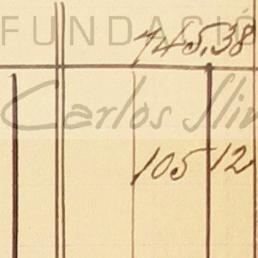 FUNDACIÓ
745.38
Carlos Slim
105 12